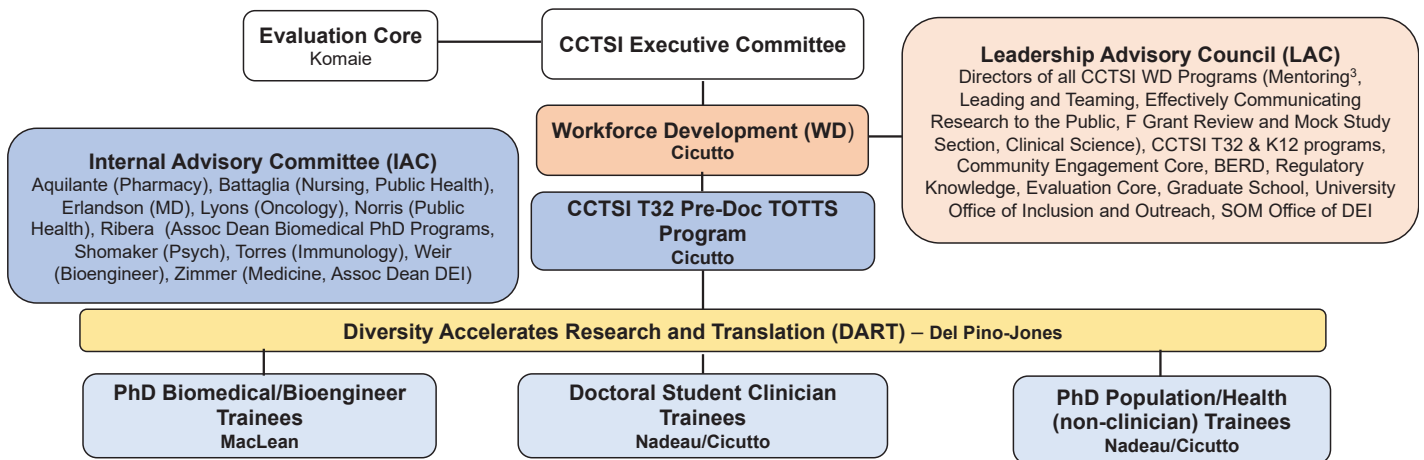 Evaluation Core
Komaie
CCTSI Executive Committee
Leadership Advisory Council (LAC)
Directors of all CCTSI WD Programs (Mentoring³,
Leading and Teaming, Effectively Communicating
Research to the Public, F Grant Review and Mock Study
Section, Clinical Science), CCTSI T32 & K12 programs,
Community Engagement Core, BERD, Regulatory
Knowledge, Evaluation Core, Graduate School, University
Office of Inclusion and Outreach, SOM Office of DEI
Workforce Development (WD)
Cicutto
Internal Advisory Committee (IAC)
Aquilante (Pharmacy), Battaglia (Nursing, Public Health),
Erlandson (MD), Lyons (Oncology), Norris (Public
Health), Ribera (Assoc Dean Biomedical PhD Programs,
Shomaker (Psych), Torres (Immunology), Weir
(Bioengineer), Zimmer (Medicine, Assoc Dean DEI)
CCTSI T32 Pre-Doc TOTTS
Program
Cicutto
Diversity Accelerates Research and Translation (DART) – Del Pino-Jones
PhD Biomedical/Bioengineer
Trainees
MacLean
Doctoral Student Clinician
Trainees
Nadeau/Cicutto
PhD Population/Health
(non-clinician) Trainees
Nadeau/Cicutto